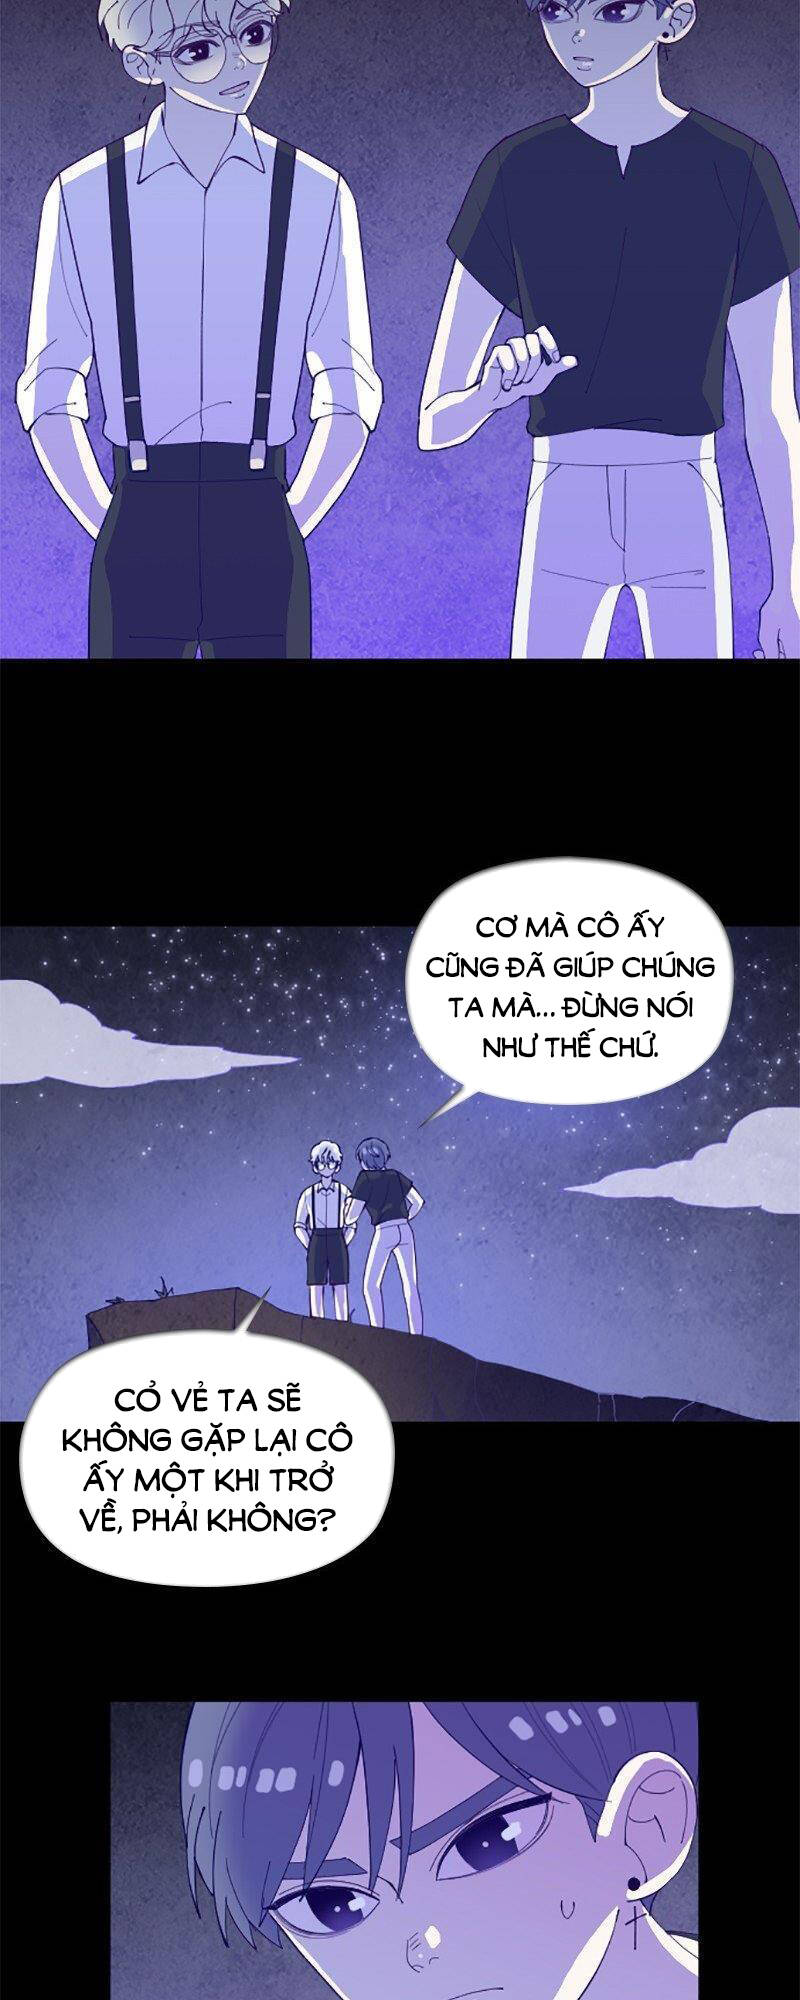 CƠ MÀ CÔ ẤY
CŨNG ĐÃ GIÚP CHÚNG
TA MÀ... ĐỪNG NÓI
NHƯ THẾ CHỨ.
CỎ VẺ TA SẼ
KHÔNG GẶP LẠI CÔ
ẤY MỘT KHI TRỞ
VỀ, PHẢI KHÔNG?